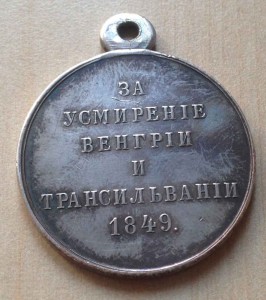 ЗА
УСМИРЕНІЕ
ВЕНГРІИ
И
ТРАНСИЛЬВАНІИ
1849.